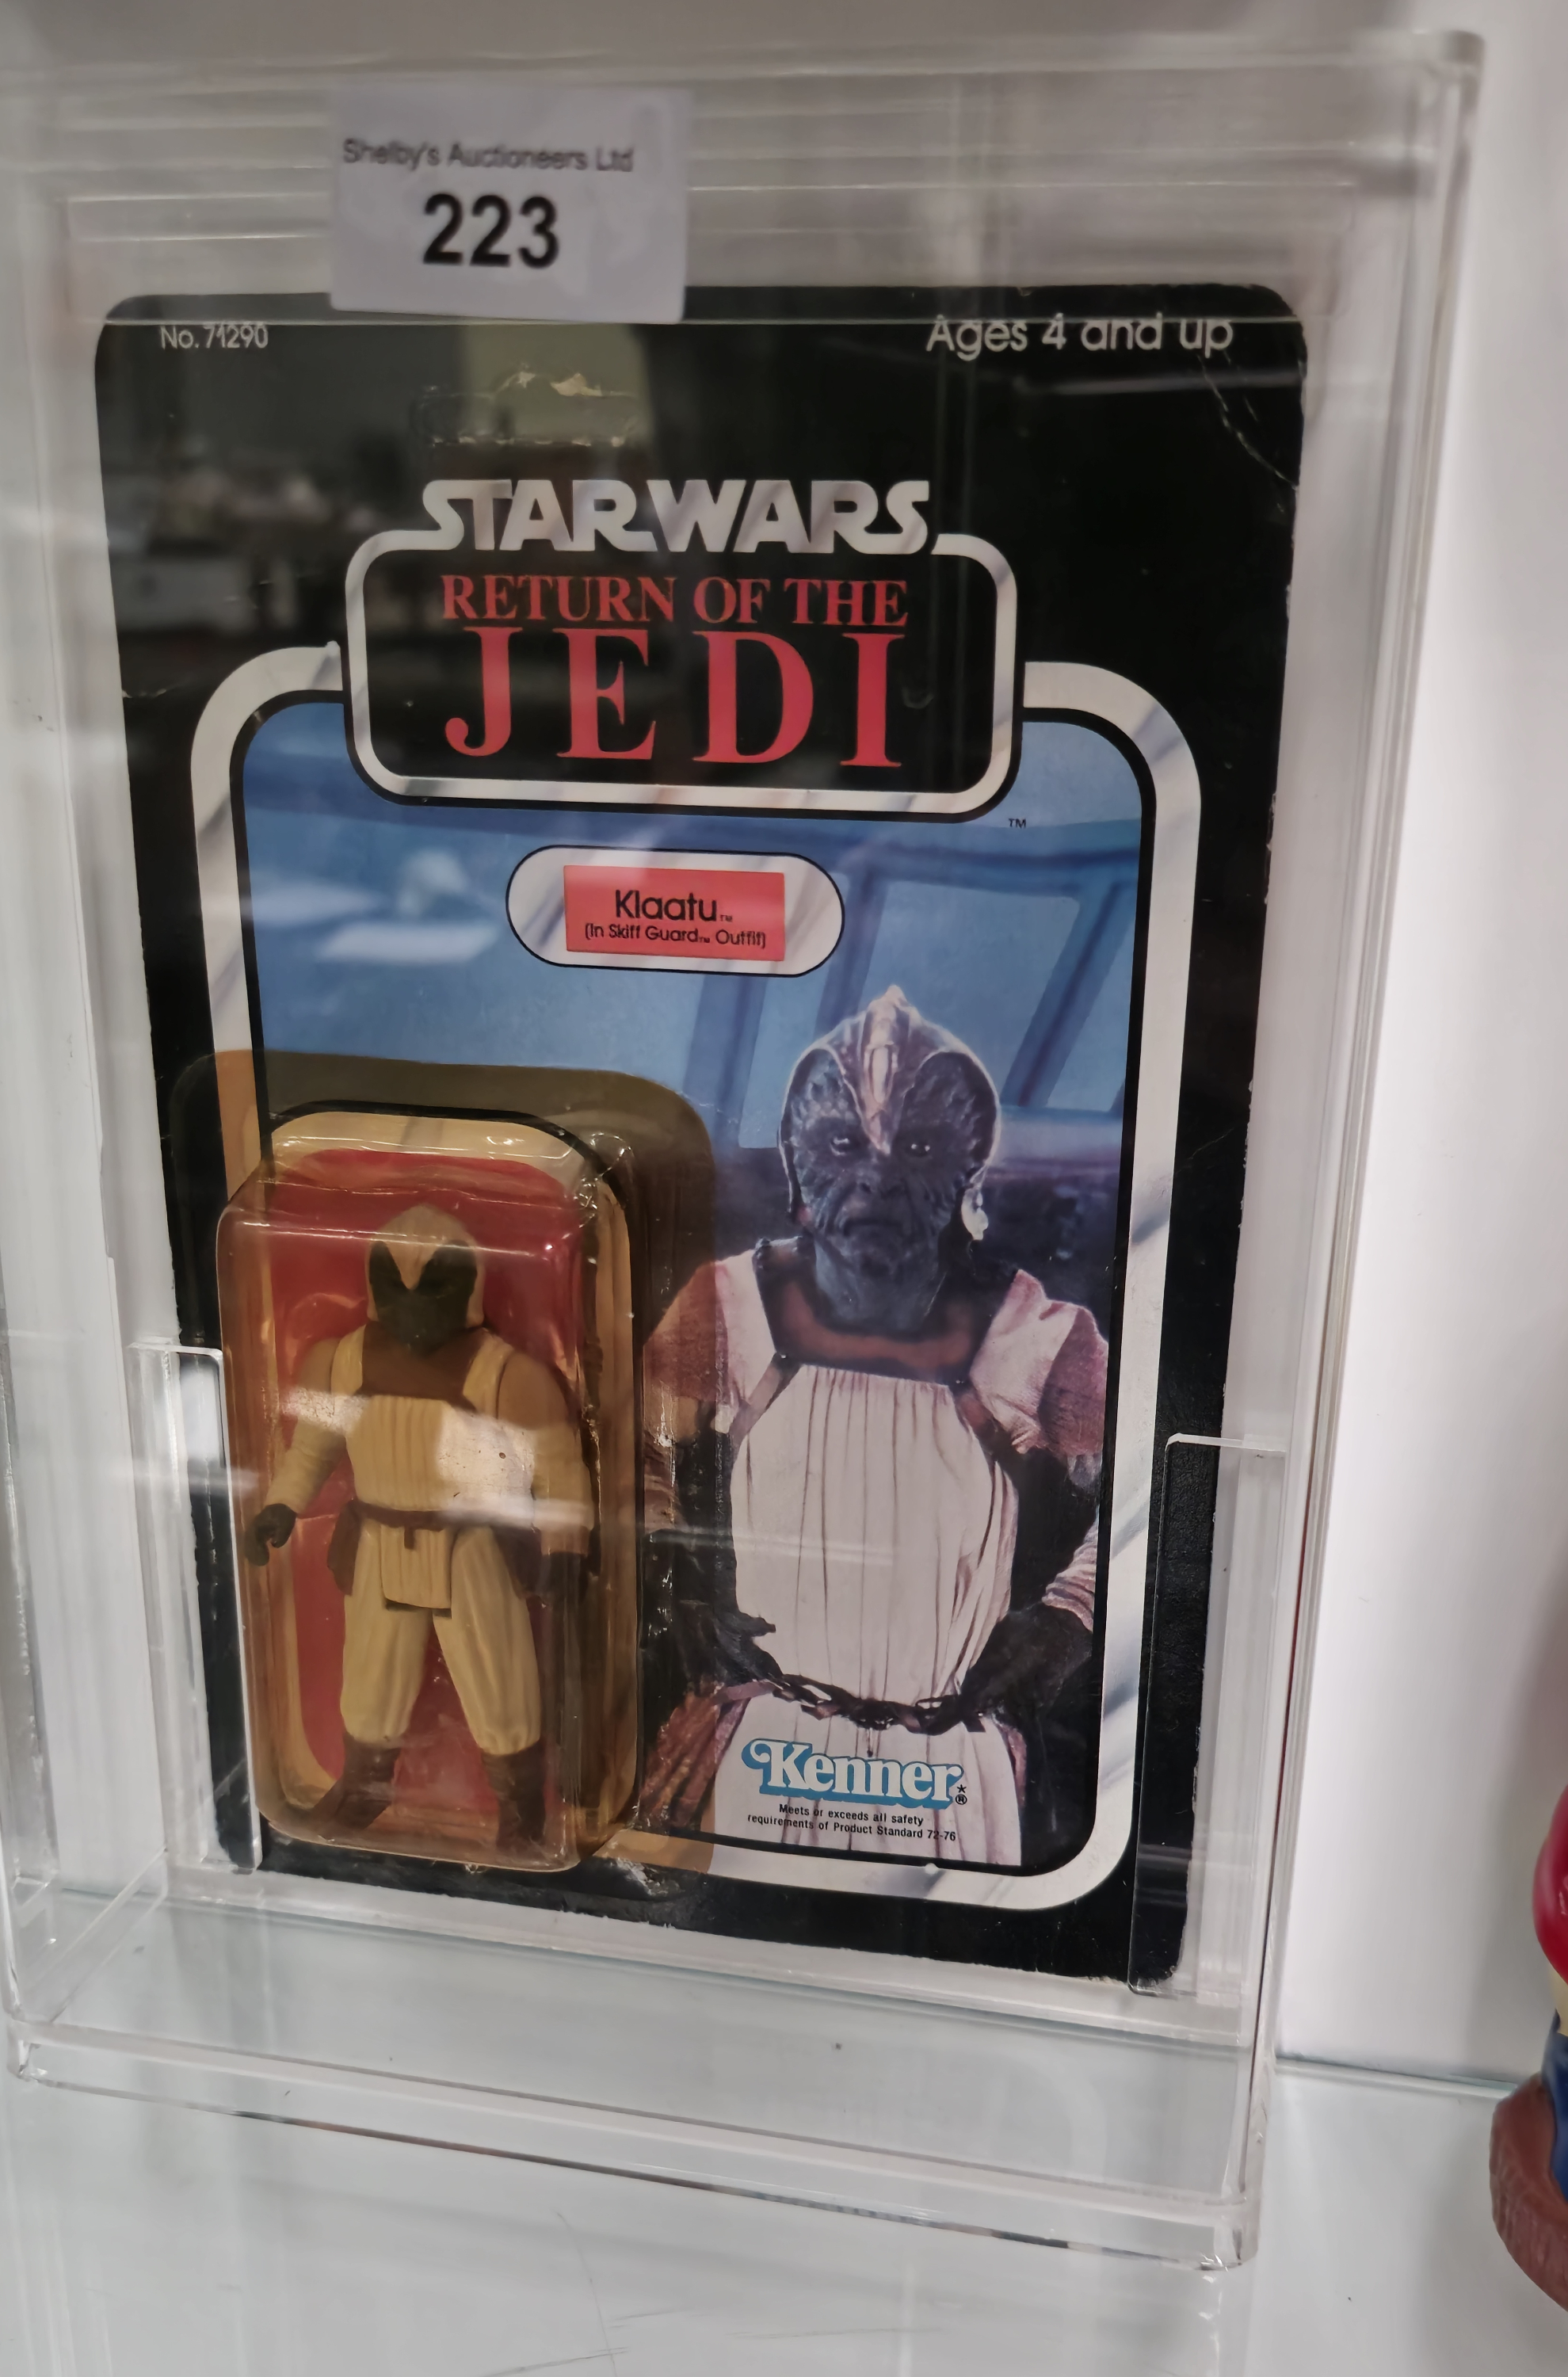 Shelby's Auctioneers Ltd
223
No. 71290
Ages 4 and up
STAR WARS
RETURN OF THE
JEDI
TM
Klaatu™
(In Skiff Guard™ Outfit)
Kenner®
Meets or exceeds all safety
requirements of Product Standard 72-76